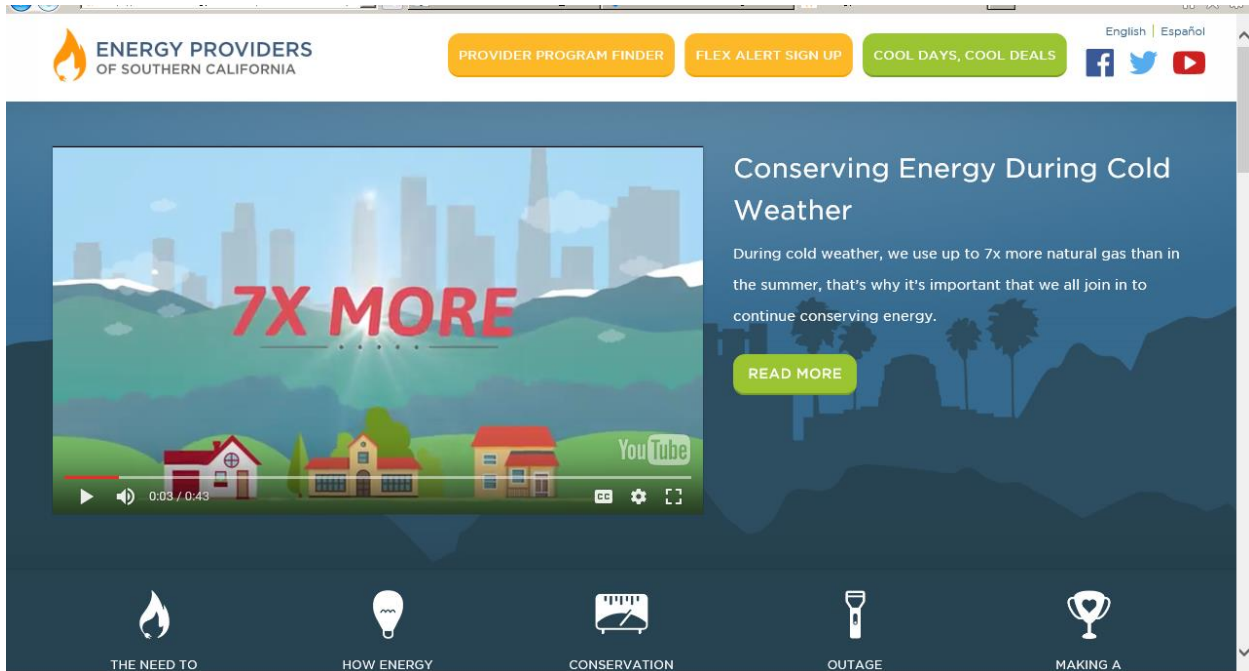 ENERGY PROVIDERS
OF SOUTHERN CALIFORNIA
PROVIDER PROGRAM FINDER
FLEX ALERT SIGN UP
COOL DAYS, COOL DEALS
English | Español
7X MORE
YouTube
0:03 / 0:43
CC
Conserving Energy During Cold
Weather
During cold weather, we use up to 7x more natural gas than in
the summer, that's why it's important that we all join in to
continue conserving energy.
READ MORE
THE NEED TO
HOW ENERGY
CONSERVATION
OUTAGE
MAKING A